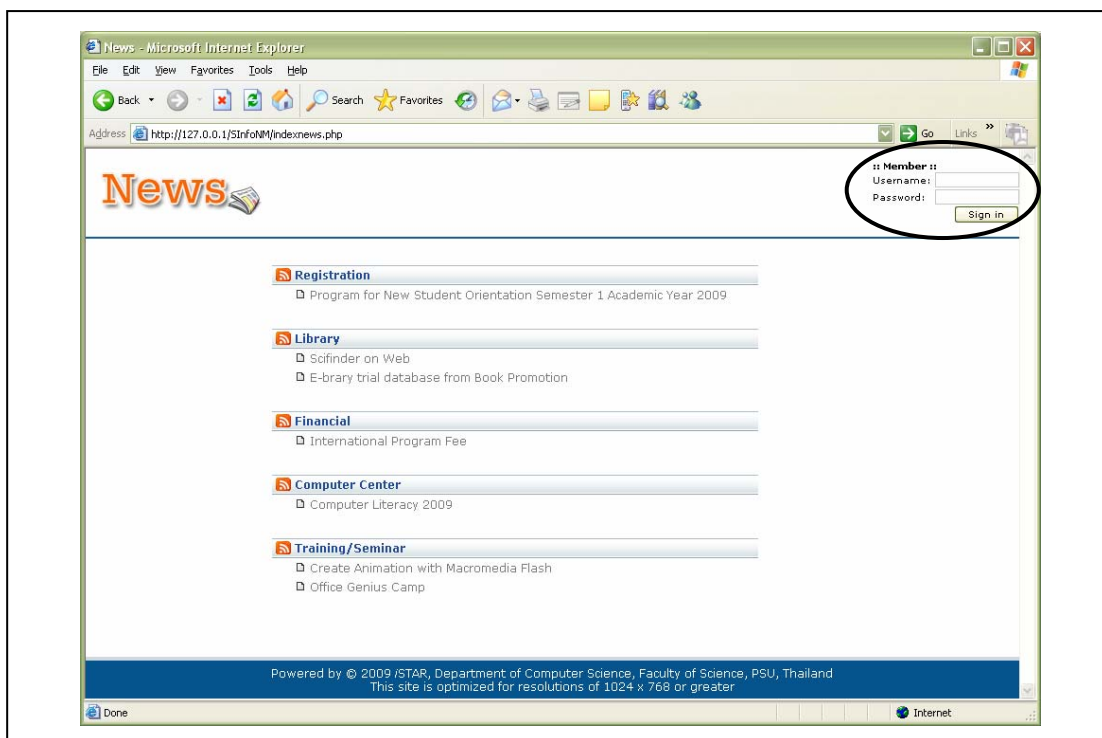 News - Microsoft Internet Explorer
File Edit View Favorites Tools Help
Back Search Favorites
Address http://127.0.0.1/SInfoNM/indexnews.php Go Links »
News
:: Member ::
Username:
Password:
Sign in
Registration
Program for New Student Orientation Semester 1 Academic Year 2009
Library
Scifinder on Web
E-brary trial database from Book Promotion
Financial
International Program Fee
Computer Center
Computer Literacy 2009
Training/Seminar
Create Animation with Macromedia Flash
Office Genius Camp
Powered by © 2009 iSTAR, Department of Computer Science, Faculty of Science, PSU, Thailand
This site is optimized for resolutions of 1024 x 768 or greater
Done Internet